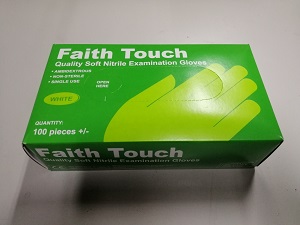 Faith Touch
Quality Soft Nitrile Examination Gloves
• AMBIDEXTROUS
• NON-STERILE
• SINGLE USE
OPEN
HERE
WHITE
QUANTITY:
100 pieces +/-
Faith Touch
Quality Soft Nitrile Examination Gloves
CE